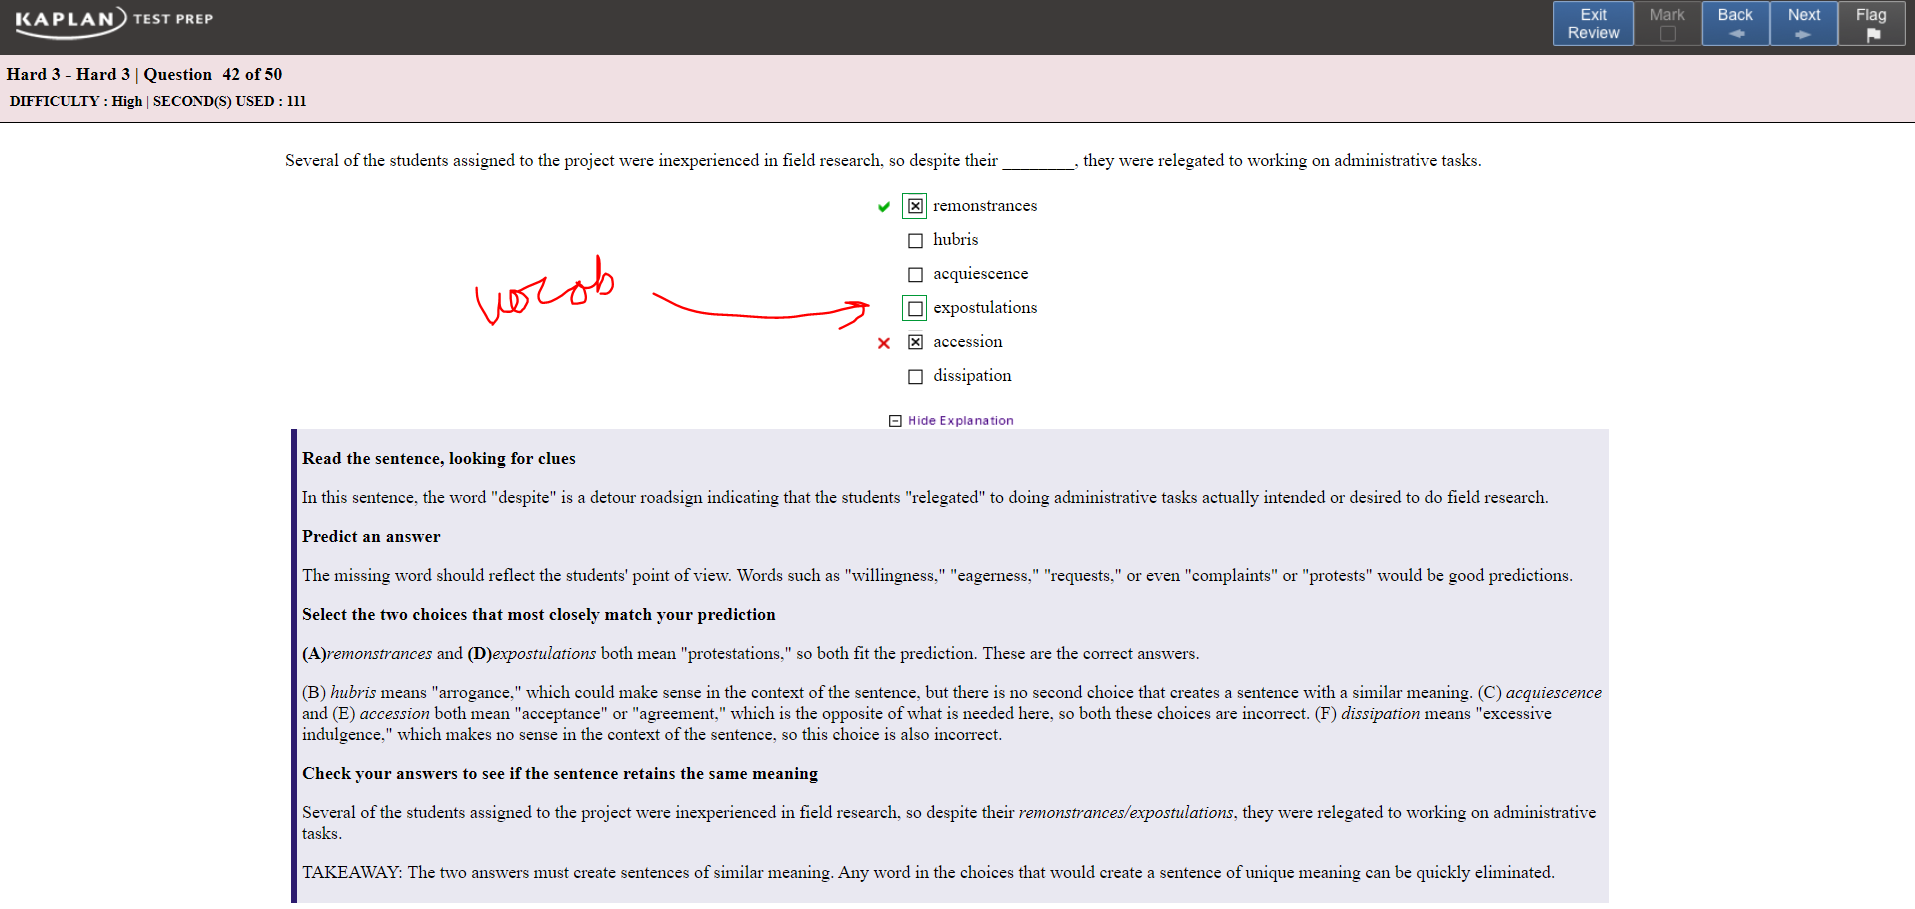 KAPLAN TEST PREP
Exit Review
Mark
Back
Next
Flag
Hard 3 - Hard 3 | Question 42 of 50
DIFFICULTY : High | SECOND(S) USED : 111
Several of the students assigned to the project were inexperienced in field research, so despite their ________, they were relegated to working on administrative tasks.
remonstrances
hubris
acquiescence
vocab
expostulations
accession
dissipation
Hide Explanation
Read the sentence, looking for clues
In this sentence, the word "despite" is a detour roadsign indicating that the students "relegated" to doing administrative tasks actually intended or desired to do field research.
Predict an answer
The missing word should reflect the students' point of view. Words such as "willingness," "eagerness," "requests," or even "complaints" or "protests" would be good predictions.
Select the two choices that most closely match your prediction
(A)remonstrances and (D)expostulations both mean "protestations," so both fit the prediction. These are the correct answers.
(B) hubris means "arrogance," which could make sense in the context of the sentence, but there is no second choice that creates a sentence with a similar meaning. (C) acquiescence
and (E) accession both mean "acceptance" or "agreement," which is the opposite of what is needed here, so both these choices are incorrect. (F) dissipation means "excessive
indulgence," which makes no sense in the context of the sentence, so this choice is also incorrect.
Check your answers to see if the sentence retains the same meaning
Several of the students assigned to the project were inexperienced in field research, so despite their remonstrances/expostulations, they were relegated to working on administrative
tasks.
TAKEAWAY: The two answers must create sentences of similar meaning. Any word in the choices that would create a sentence of unique meaning can be quickly eliminated.